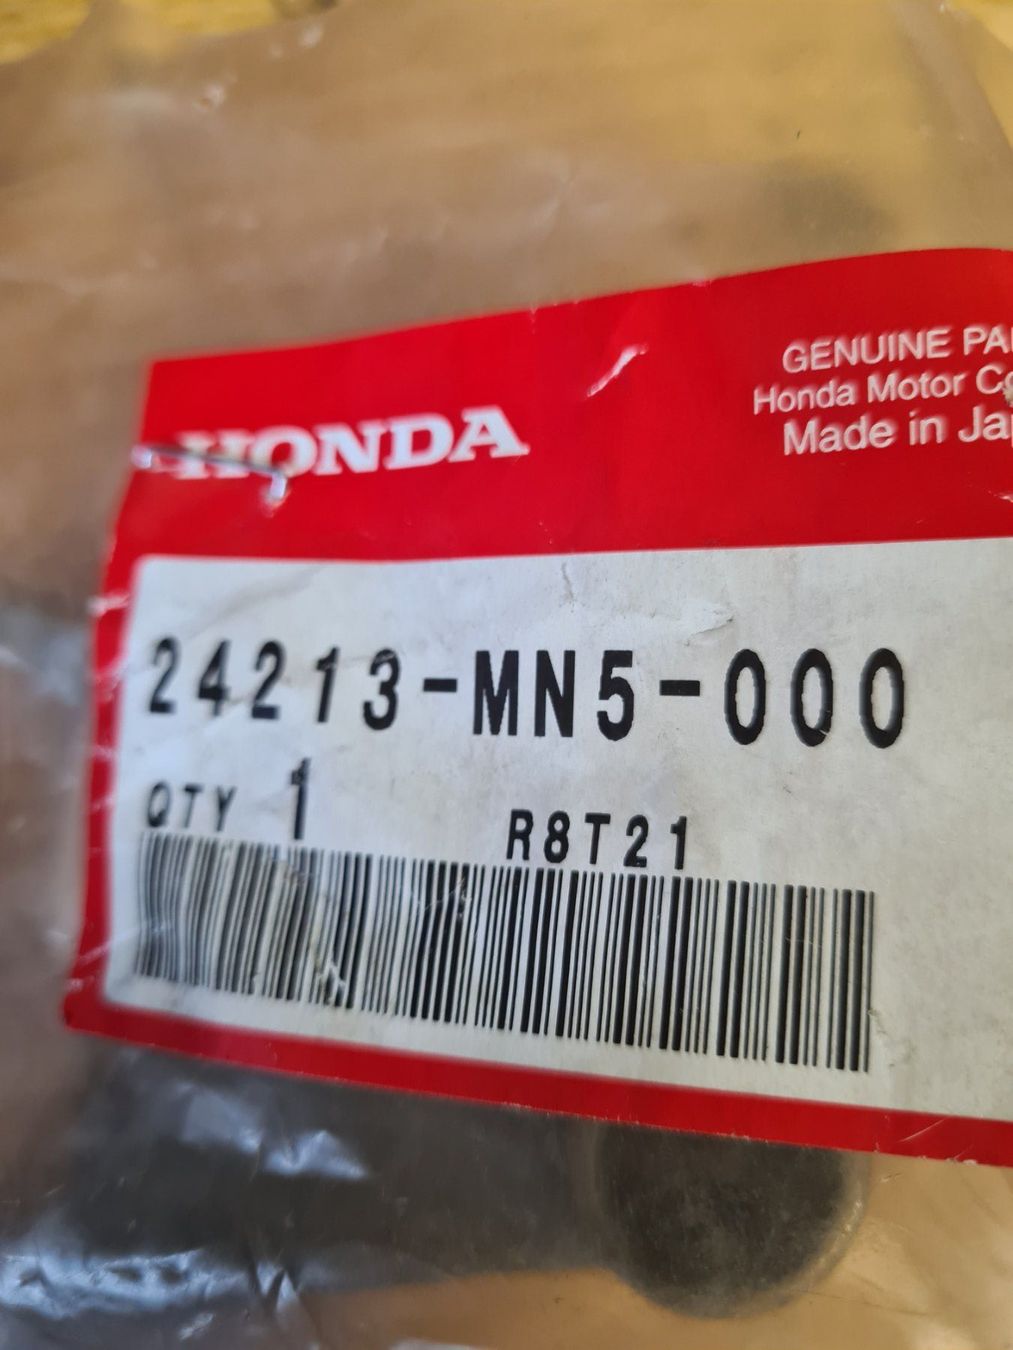 HONDA
GENUINE PA
Honda Motor Co
Made in Jap
24213-MN5-000
QTY 1
R8T21